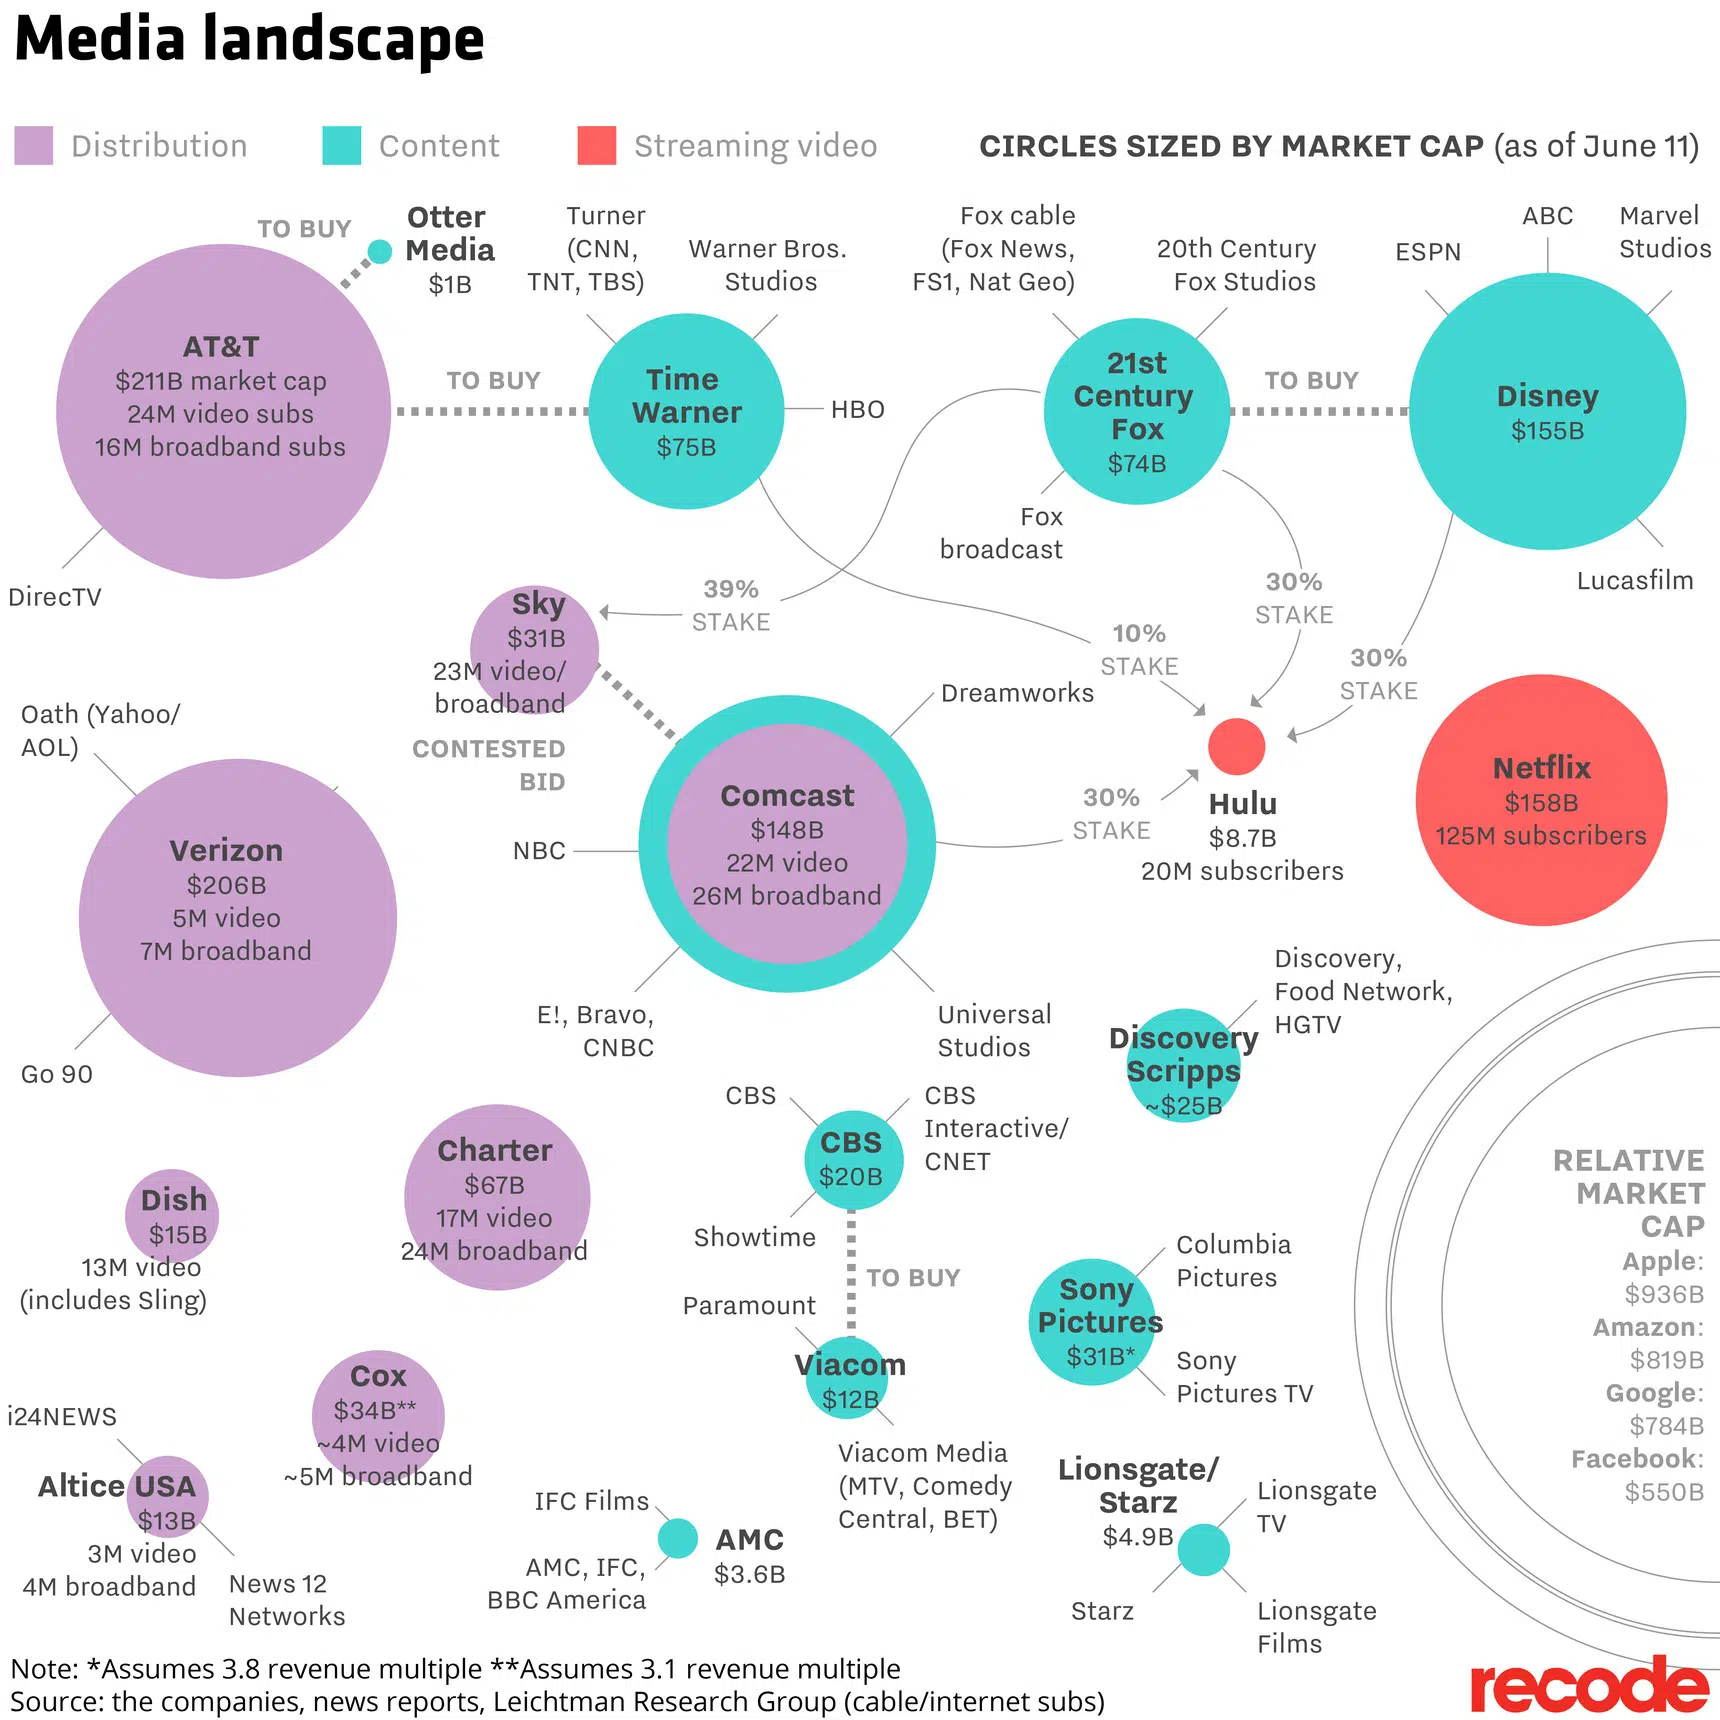 Media landscape
Distribution
Content
Streaming video
CIRCLES SIZED BY MARKET CAP (as of June 11)
TO BUY
Otter
Media
$1B
Turner
(CNN,
TNT, TBS)
Warner Bros.
Studios
Fox cable
(Fox News,
FS1, Nat Geo)
20th Century
Fox Studios
ESPN
ABC
Marvel
Studios
AT&T
$211B market cap
24M video subs
16M broadband subs
TO BUY
Time
Warner
$75B
HBO
21st
Century
Fox
$74B
TO BUY
Disney
$155B
DirecTV
Fox
broadcast
Lucasfilm
Sky
$31B
23M video/
broadband
39%
STAKE
10%
STAKE
30%
STAKE
30%
STAKE
CONTESTED
BID
Oath (Yahoo/
AOL)
Verizon
$206B
5M video
7M broadband
Go 90
Dreamworks
NBC
Comcast
$148B
22M video
26M broadband
30%
STAKE
Hulu
$8.7B
20M subscribers
Netflix
$158B
125M subscribers
E!, Bravo,
CNBC
Universal
Studios
Discovery,
Food Network,
HGTV
Discovery
Scripps
~$25B
CBS
CBS
Interactive/
CNET
CBS
$20B
Showtime
TO BUY
Paramount
Viacom
$12B
Viacom Media
(MTV, Comedy
Central, BET)
Charter
$67B
17M video
24M broadband
Dish
$15B
13M video
(includes Sling)
Cox
$34B**
~4M video
~5M broadband
i24NEWS
Altice USA
$13B
3M video
4M broadband
News 12
Networks
IFC Films
AMC
$3.6B
AMC, IFC,
BBC America
Columbia
Pictures
Sony
Pictures
$31B*
Sony
Pictures TV
Lionsgate/
Starz
$4.9B
Lionsgate
TV
Starz
Lionsgate
Films
RELATIVE
MARKET
CAP
Apple:
$936B
Amazon:
$819B
Google:
$784B
Facebook:
$550B
Note: *Assumes 3.8 revenue multiple **Assumes 3.1 revenue multiple
Source: the companies, news reports, Leichtman Research Group (cable/internet subs)
recode